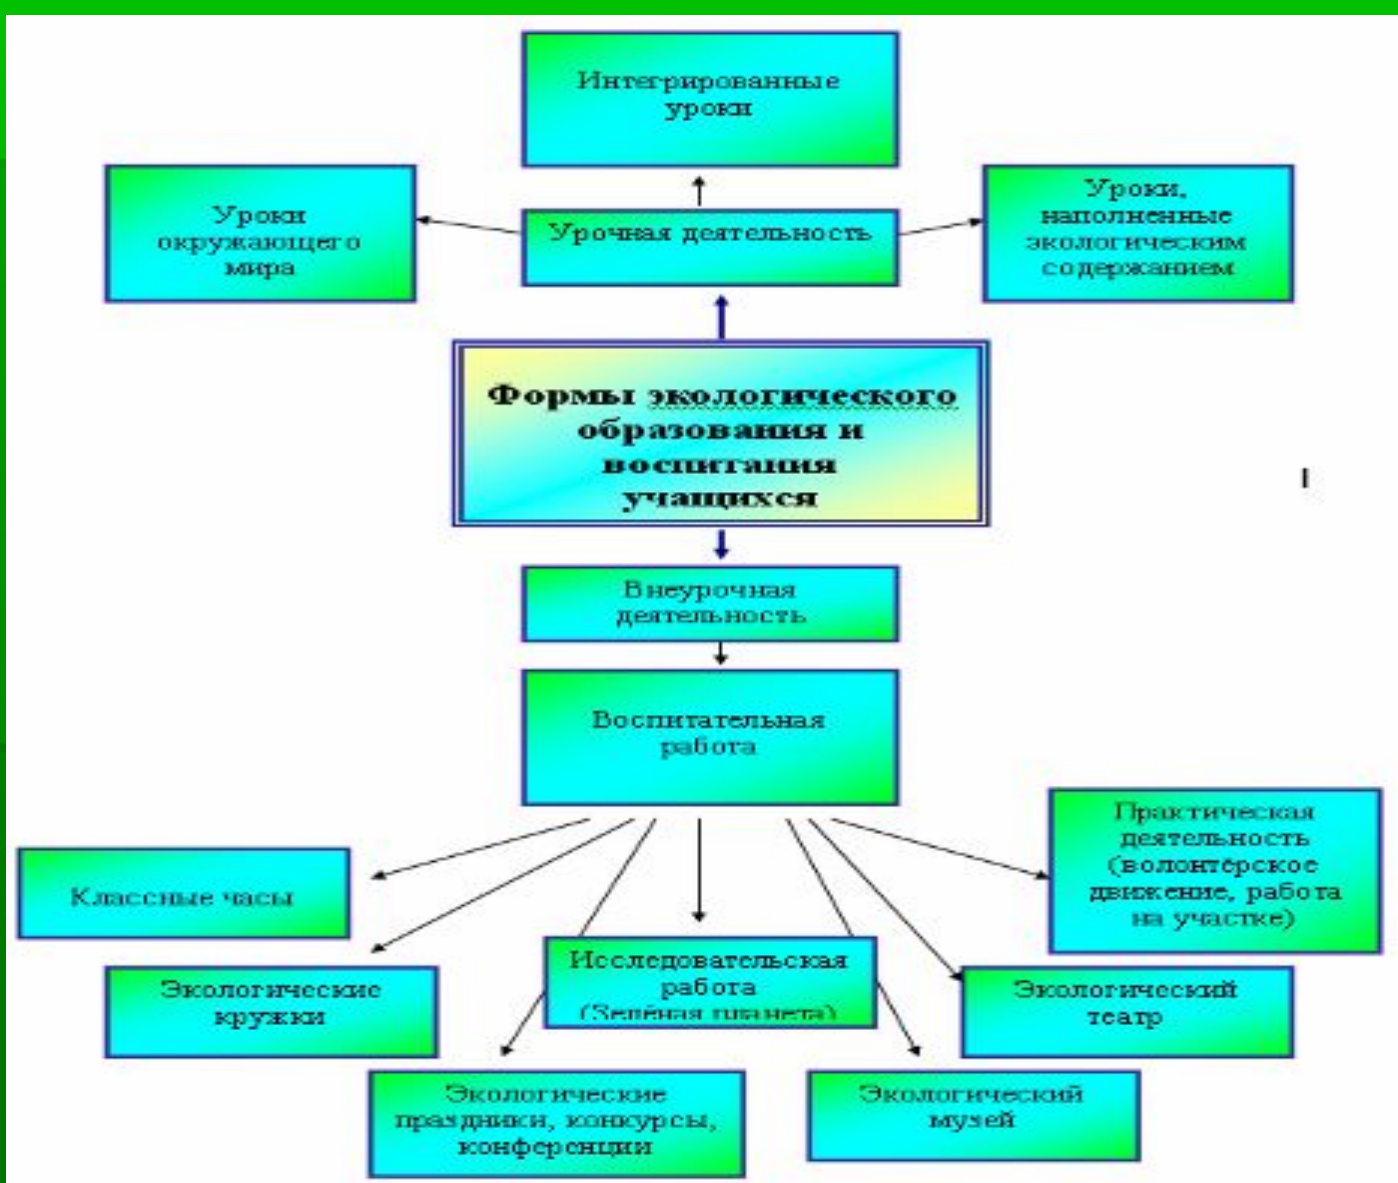 Интегрированные
уроки
Уроки
окружающего
мира
Урочная деятельность
Уроки,
наполненные
экологическим
содержанием
Формы экологического
образования и
воспитания
учащихся
Внеурочная
деятельность
Воспитательная
работа
Практическая
деятельность
(волонтёрское
движение, работа
на участке)
Классные часы
Исследовательская
работа
(Зелёная планета)
Экологические
кружки
Экологический
театр
Экологические
праздники, конкурсы,
конференции
Экологический
музей